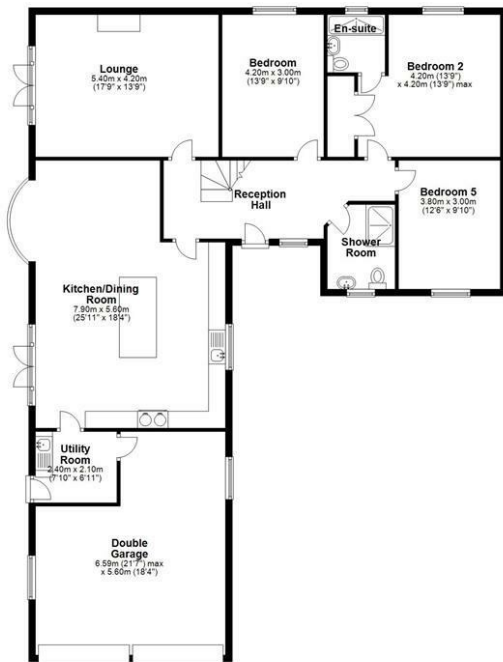 Lounge
5.40m x 4.20m
(17'9" x 13'9")
Bedroom
4.20m x 3.00m
(13'9" x 9'10")
En-suite
Bedroom 2
4.20m (13'9")
x 4.20m (13'9") max
Reception
Hall
Bedroom 5
3.80m x 3.00m
(12'6" x 9'10")
Shower
Room
Kitchen/Dining
Room
7.90m x 5.60m
(25'11" x 18'4")
Utility
Room
2.40m x 2.10m
(7'10" x 6'11")
Double
Garage
6.59m (21'7") max
x 5.60m (18'4")